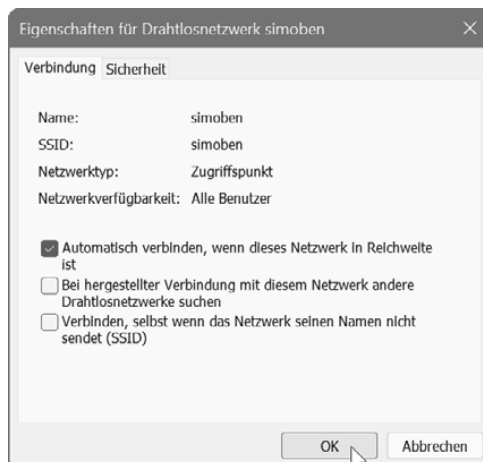 Eigenschaften für Drahtlosnetzwerk simoben
Verbindung Sicherheit
Name: simoben
SSID: simoben
Netzwerktyp: Zugriffspunkt
Netzwerkverfügbarkeit: Alle Benutzer
Automatisch verbinden, wenn dieses Netzwerk in Reichweite
ist
Bei hergestellter Verbindung mit diesem Netzwerk andere
Drahtlosnetzwerke suchen
Verbinden, selbst wenn das Netzwerk seinen Namen nicht
sendet (SSID)
OK Abbrechen